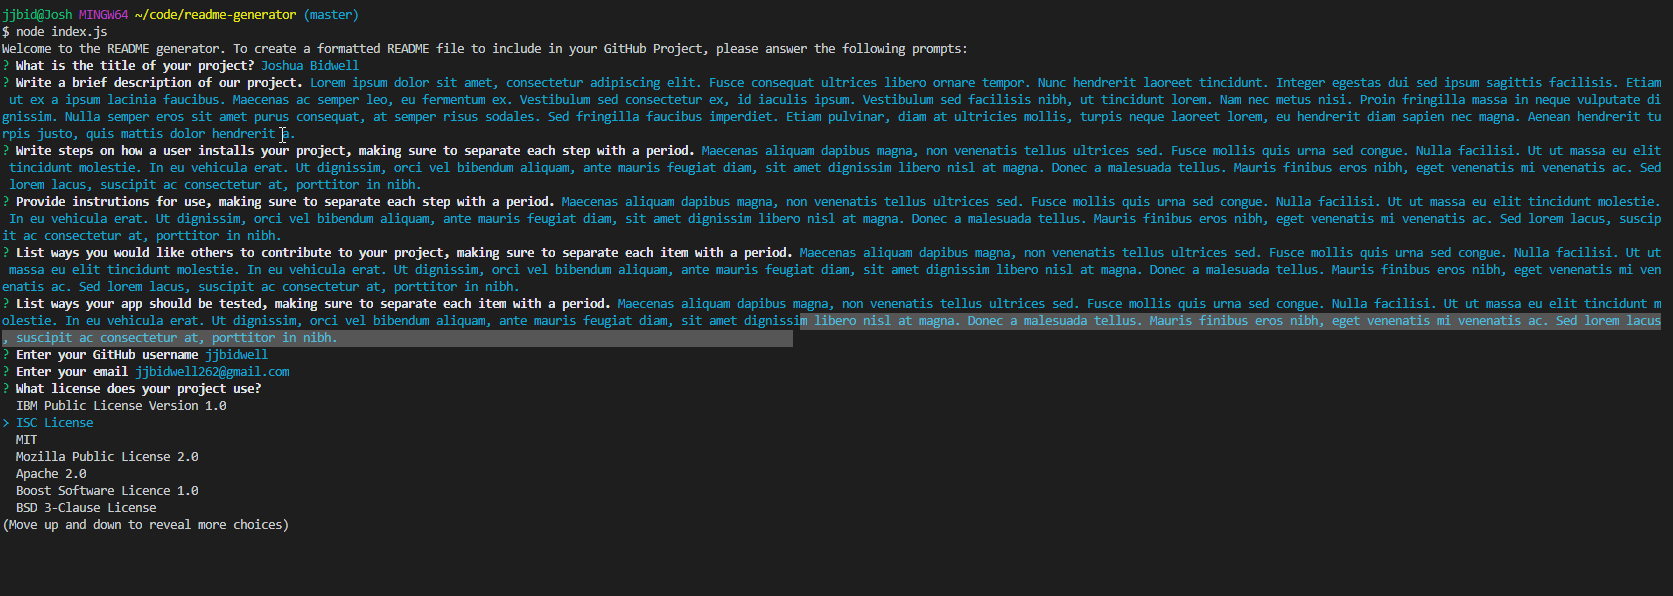 jjbid@Josh MINGW64 ~/code/readme-generator (master)
$ node index.js
Welcome to the README generator. To create a formatted README file to include in your GitHub Project, please answer the following prompts:
? What is the title of your project? Joshua Bidwell
? Write a brief description of our project. Lorem ipsum dolor sit amet, consectetur adipiscing elit. Fusce consequat ultrices libero ornare tempor. Nunc hendrerit laoreet tincidunt. Integer egestas dui sed ipsum sagittis facilisis. Etiam
 ut ex a ipsum lacinia faucibus. Maecenas ac semper leo, eu fermentum ex. Vestibulum sed consectetur ex, id iaculis ipsum. Vestibulum sed facilisis nibh, ut tincidunt lorem. Nam nec metus nisi. Proin fringilla massa in neque vulputate di
gnissim. Nulla semper eros sit amet purus consequat, at semper risus sodales. Sed fringilla faucibus imperdiet. Etiam pulvinar, diam at ultricies mollis, turpis neque laoreet lorem, eu hendrerit diam sapien nec magna. Aenean hendrerit tu
rpis justo, quis mattis dolor hendrerit a.
? Write steps on how a user installs your project, making sure to separate each step with a period. Maecenas aliquam dapibus magna, non venenatis tellus ultrices sed. Fusce mollis quis urna sed congue. Nulla facilisi. Ut ut massa eu elit
 tincidunt molestie. In eu vehicula erat. Ut dignissim, orci vel bibendum aliquam, ante mauris feugiat diam, sit amet dignissim libero nisl at magna. Donec a malesuada tellus. Mauris finibus eros nibh, eget venenatis mi venenatis ac. Sed
 lorem lacus, suscipit ac consectetur at, porttitor in nibh.
? Provide instrutions for use, making sure to separate each step with a period. Maecenas aliquam dapibus magna, non venenatis tellus ultrices sed. Fusce mollis quis urna sed congue. Nulla facilisi. Ut ut massa eu elit tincidunt molestie.
 In eu vehicula erat. Ut dignissim, orci vel bibendum aliquam, ante mauris feugiat diam, sit amet dignissim libero nisl at magna. Donec a malesuada tellus. Mauris finibus eros nibh, eget venenatis mi venenatis ac. Sed lorem lacus, suscip
it ac consectetur at, porttitor in nibh.
? List ways you would like others to contribute to your project, making sure to separate each item with a period. Maecenas aliquam dapibus magna, non venenatis tellus ultrices sed. Fusce mollis quis urna sed congue. Nulla facilisi. Ut ut
 massa eu elit tincidunt molestie. In eu vehicula erat. Ut dignissim, orci vel bibendum aliquam, ante mauris feugiat diam, sit amet dignissim libero nisl at magna. Donec a malesuada tellus. Mauris finibus eros nibh, eget venenatis mi ven
enatis ac. Sed lorem lacus, suscipit ac consectetur at, porttitor in nibh.
? List ways your app should be tested, making sure to separate each item with a period. Maecenas aliquam dapibus magna, non venenatis tellus ultrices sed. Fusce mollis quis urna sed congue. Nulla facilisi. Ut ut massa eu elit tincidunt m
olestie. In eu vehicula erat. Ut dignissim, orci vel bibendum aliquam, ante mauris feugiat diam, sit amet dignissim libero nisl at magna. Donec a malesuada tellus. Mauris finibus eros nibh, eget venenatis mi venenatis ac. Sed lorem lacus
, suscipit ac consectetur at, porttitor in nibh.
? Enter your GitHub username jjbidwell
? Enter your email jjbidwell262@gmail.com
? What license does your project use?
  IBM Public License Version 1.0
> ISC License
  MIT
  Mozilla Public License 2.0
  Apache 2.0
  Boost Software Licence 1.0
  BSD 3-Clause License
(Move up and down to reveal more choices)